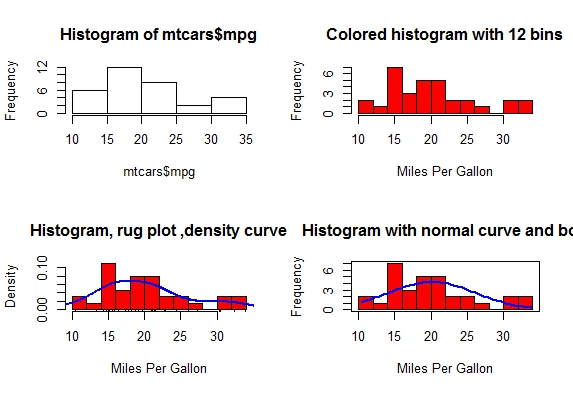 Histogram of mtcars$mpg
Frequency
0 6 12
10 15 20 25 30 35
mtcars$mpg
Colored histogram with 12 bins
Frequency
0 3 6
10 15 20 25 30
Miles Per Gallon
Histogram, rug plot ,density curve
Density
0.00 0.10
10 15 20 25 30
Miles Per Gallon
Histogram with normal curve and bo
Frequency
0 3 6
10 15 20 25 30
Miles Per Gallon